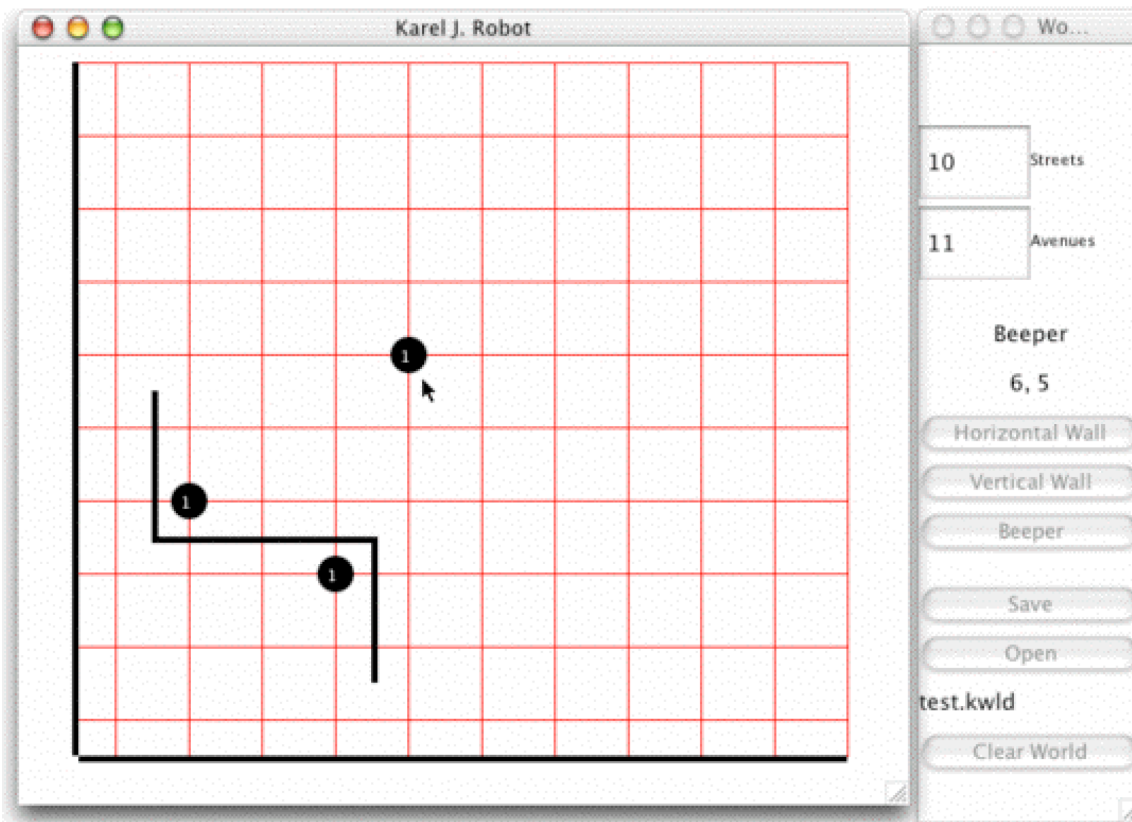 Karel J. Robot
Wo...
10 Streets
11 Avenues
Beeper
6, 5
1
Horizontal Wall
Vertical Wall
1
Beeper
1
Save
Open
test.kwld
Clear World